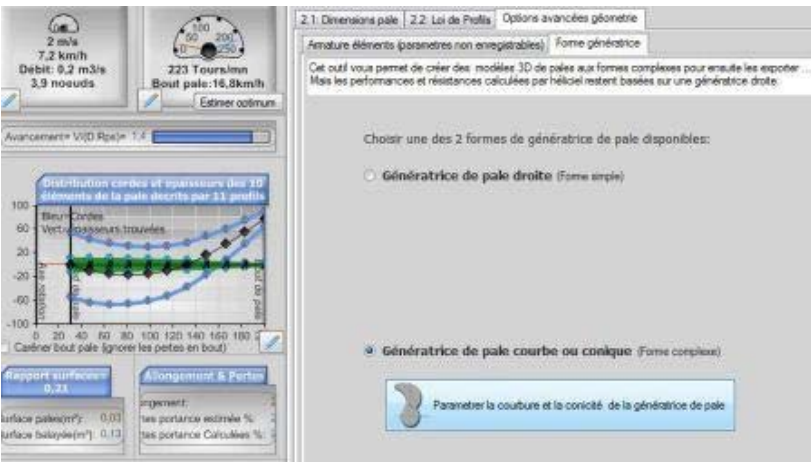 2 m/s
7,2 km/h
Débit: 0,2 m3/s
3,9 noeuds
50 100 200 250
0
223 Tours/mn
Bout pale:16,8km/h
Estimer optimum
Avancement= V/(D.Rps)= 1,4
Distribution cordes et epaisseurs des 10
éléments de la pale decrits par 11 profils
Bleu=Cordes
Vert=epaisseurs trouvées
100
60
20
-20
-60
-100
Axe rotation
Bout de pale
0 20 40 60 80 100 120 140 160 180
Caréner bout pale (ignorer les pertes en bout)
Rapport surfaces=
0,21
surface pales(m²): 0,03
surface balayée(m²): 0,13
Allongement & Pertes
ongement:
tes portance estimée %:
tes portance Calculées %:
2.1: Dimensions pale
2.2: Loi de Profils
Options avancées géometrie
Armature éléments (parametres non enregistrables)
Forme génératrice
Cet outil vous permet de créer des modèles 3D de pales aux formes complexes pour ensuite les exporter ...
Mais les performances et résistances calculées par héliciel restent basées sur une génératrice droite.
Choisir une des 2 formes de génératrice de pale disponibles:
Génératrice de pale droite (Forme simple)
Génératrice de pale courbe ou conique (Forme complexe)
Parametrer la courbure et la conicité de la génératrice de pale